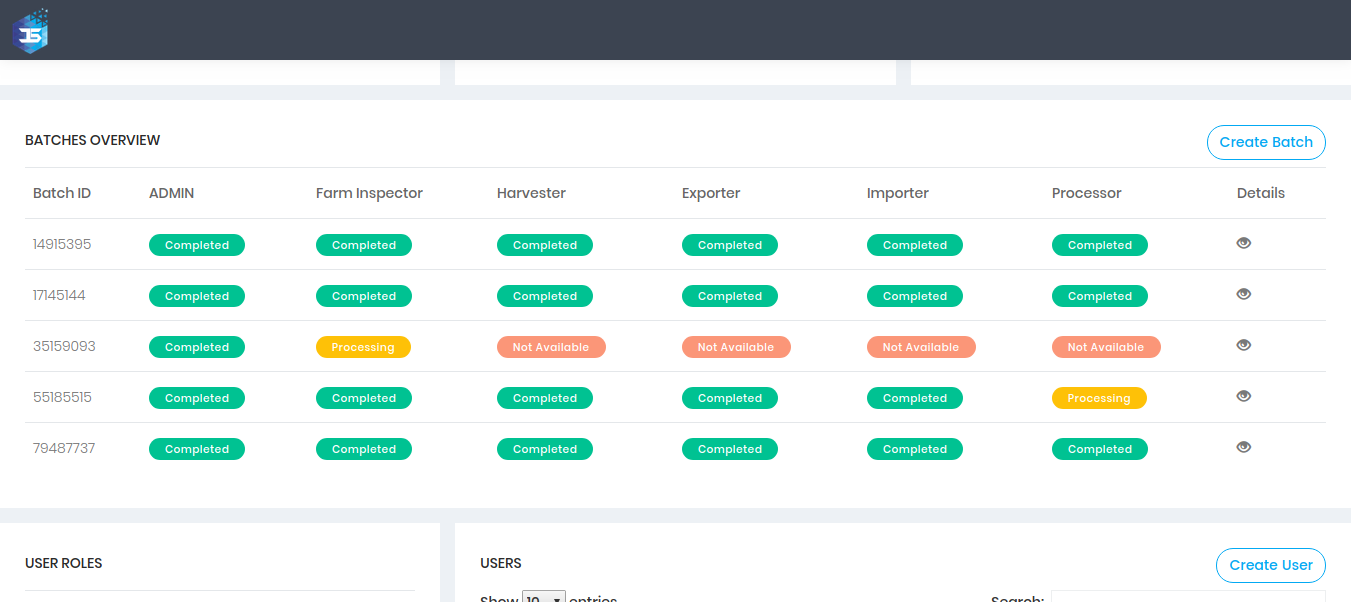 JS
BATCHES OVERVIEW
Create Batch
Batch ID ADMIN Farm Inspector Harvester Exporter Importer Processor Details
14915395 Completed Completed Completed Completed Completed Completed
17145144 Completed Completed Completed Completed Completed Completed
35159093 Completed Processing Not Available Not Available Not Available Not Available
55185515 Completed Completed Completed Completed Completed Processing
79487737 Completed Completed Completed Completed Completed Completed
USER ROLES
USERS
Create User
Show 10 entries
Search: